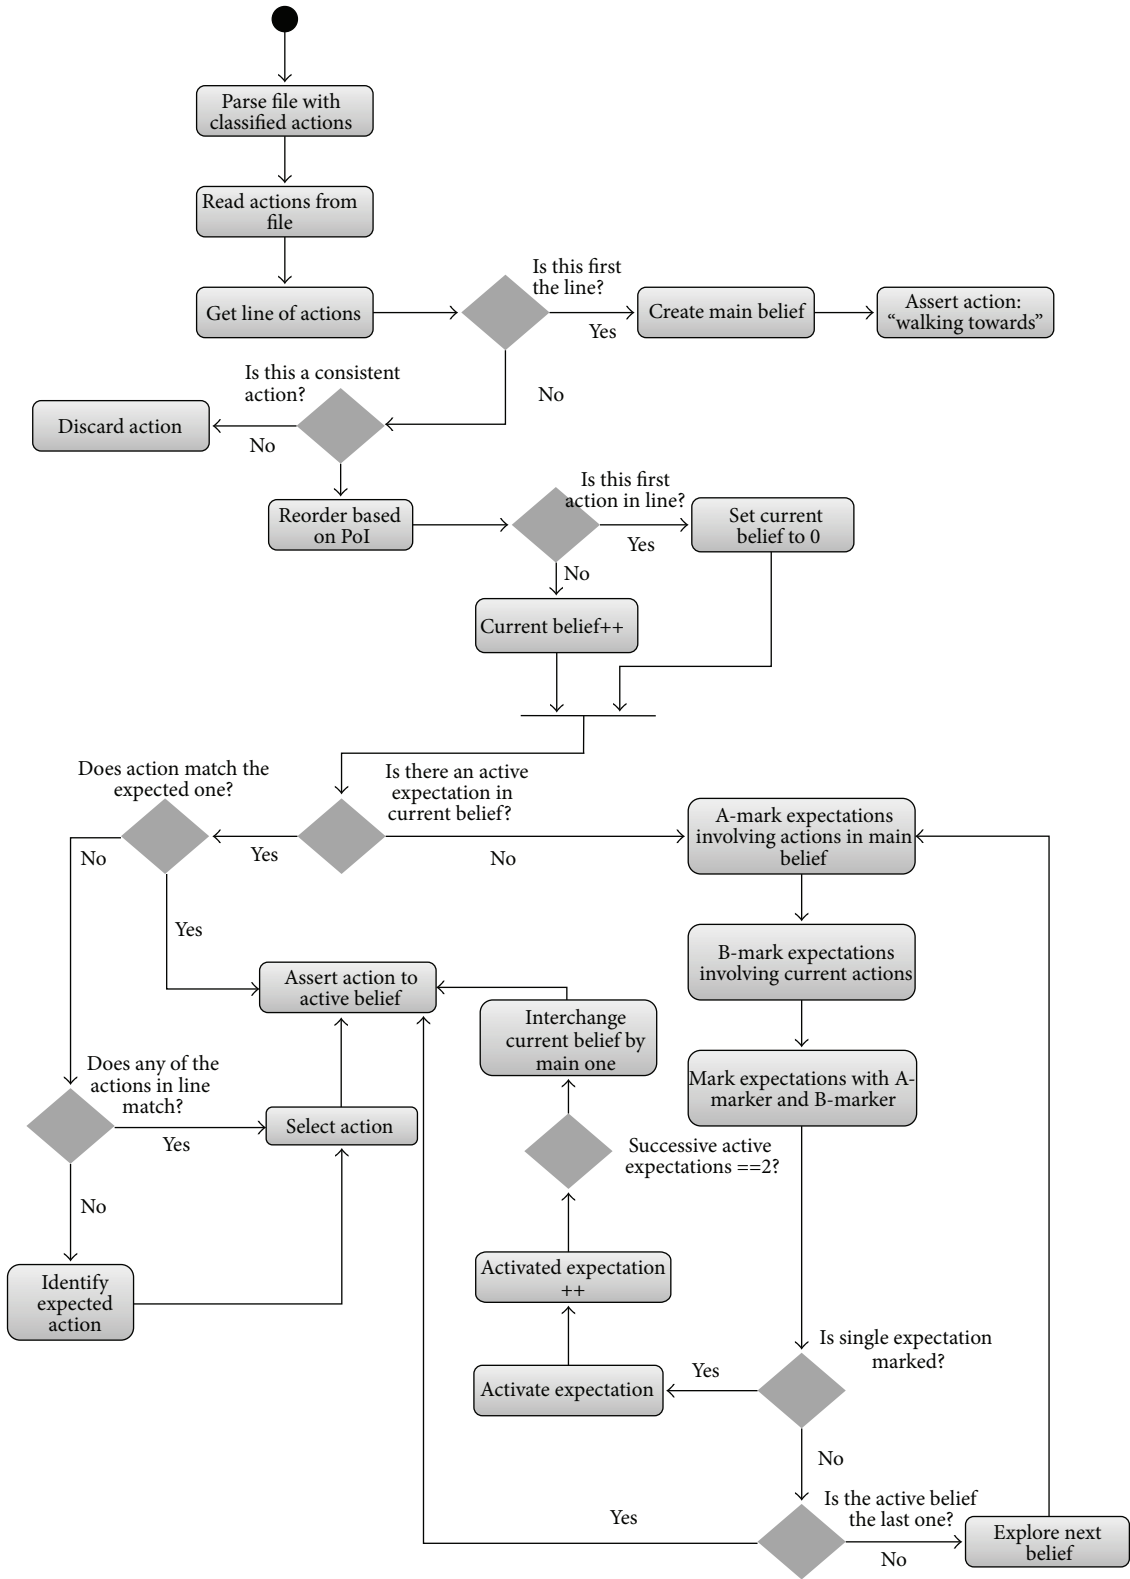 Parse file with
classified actions
Read actions from
file
Get line of actions
Is this first
the line?
Yes
Create main belief
Assert action:
“walking towards”
No
Is this a consistent
action?
No
Discard action
Reorder based
on PoI
Is this first
action in line?
Yes
Set current
belief to 0
No
Current belief++
Does action match the
expected one?
Is there an active
expectation in
current belief?
Yes
No
No
Yes
A-mark expectations
involving actions in main
belief
B-mark expectations
involving current actions
Mark expectations with A-
marker and B-marker
Assert action to
active belief
Interchange
current belief by
main one
Does any of the
actions in line
match?
Yes
Select action
No
Identify
expected
action
Successive active
expectations ==2?
Activated expectation
++
Activate expectation
Yes
Is single expectation
marked?
No
Yes
Is the active belief
the last one?
No
Explore next
belief